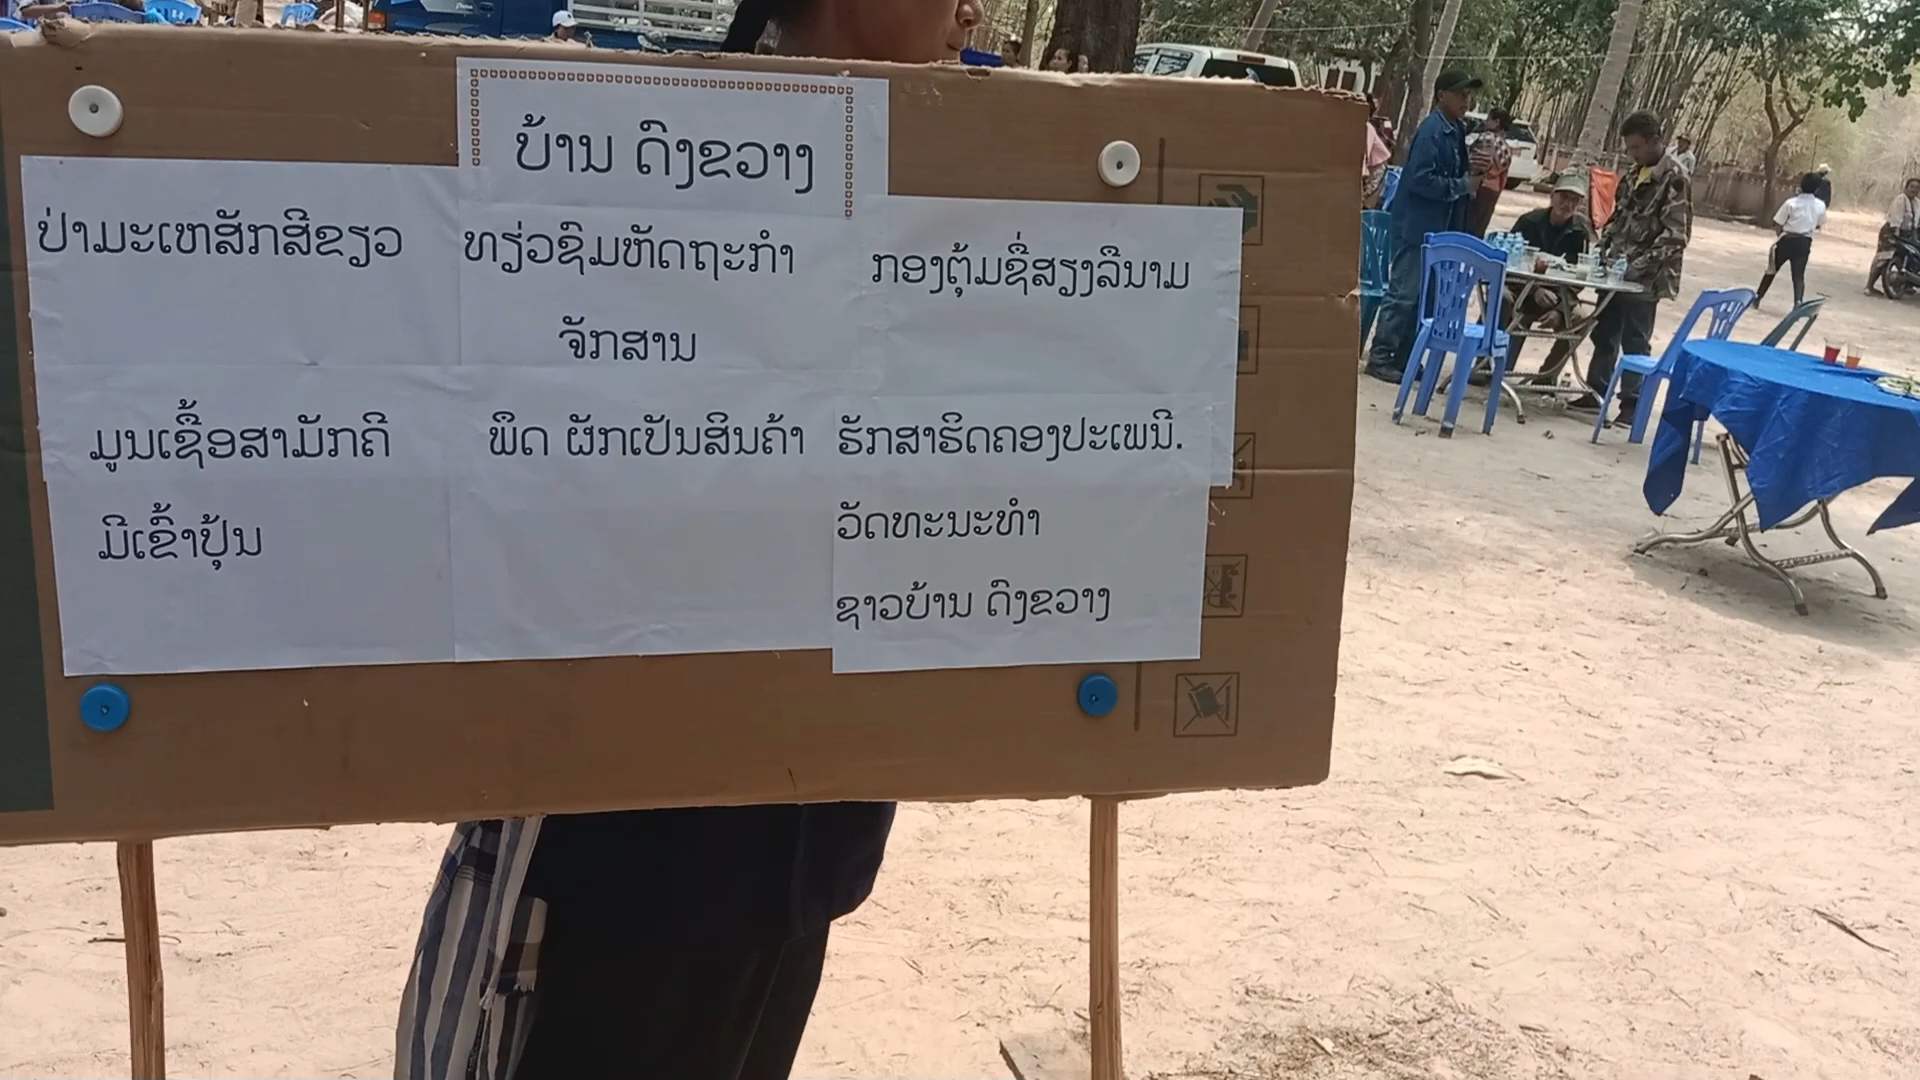 ບ້ານ ດົງຂວາງ
ປ່າມະເຫສັກສີຂຽວ
ທຽ່ວຊົມຫັດຖະກຳ
ຈັກສານ
ກອງຕຸ້ມຊື່ສຽງລືນາມ
ມູນເຊື້ອສາມັກຄີ
ມີເຂົ້າປຸ້ນ
ພຶດ ຜັກເປັນສິນຄ້າ
ຮັກສາຮິດຄອງປະເພນີ.
ວັດທະນະທຳ
ຊາວບ້ານ ດົງຂວາງ